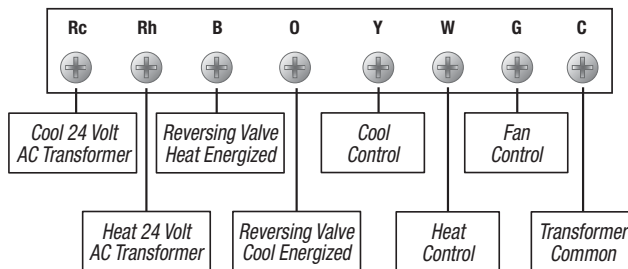 Rc Rh B O Y W G C
Cool 24 Volt
AC Transformer
Reversing Valve
Heat Energized
Cool
Control
Fan
Control
Heat 24 Volt
AC Transformer
Reversing Valve
Cool Energized
Heat
Control
Transformer
Common